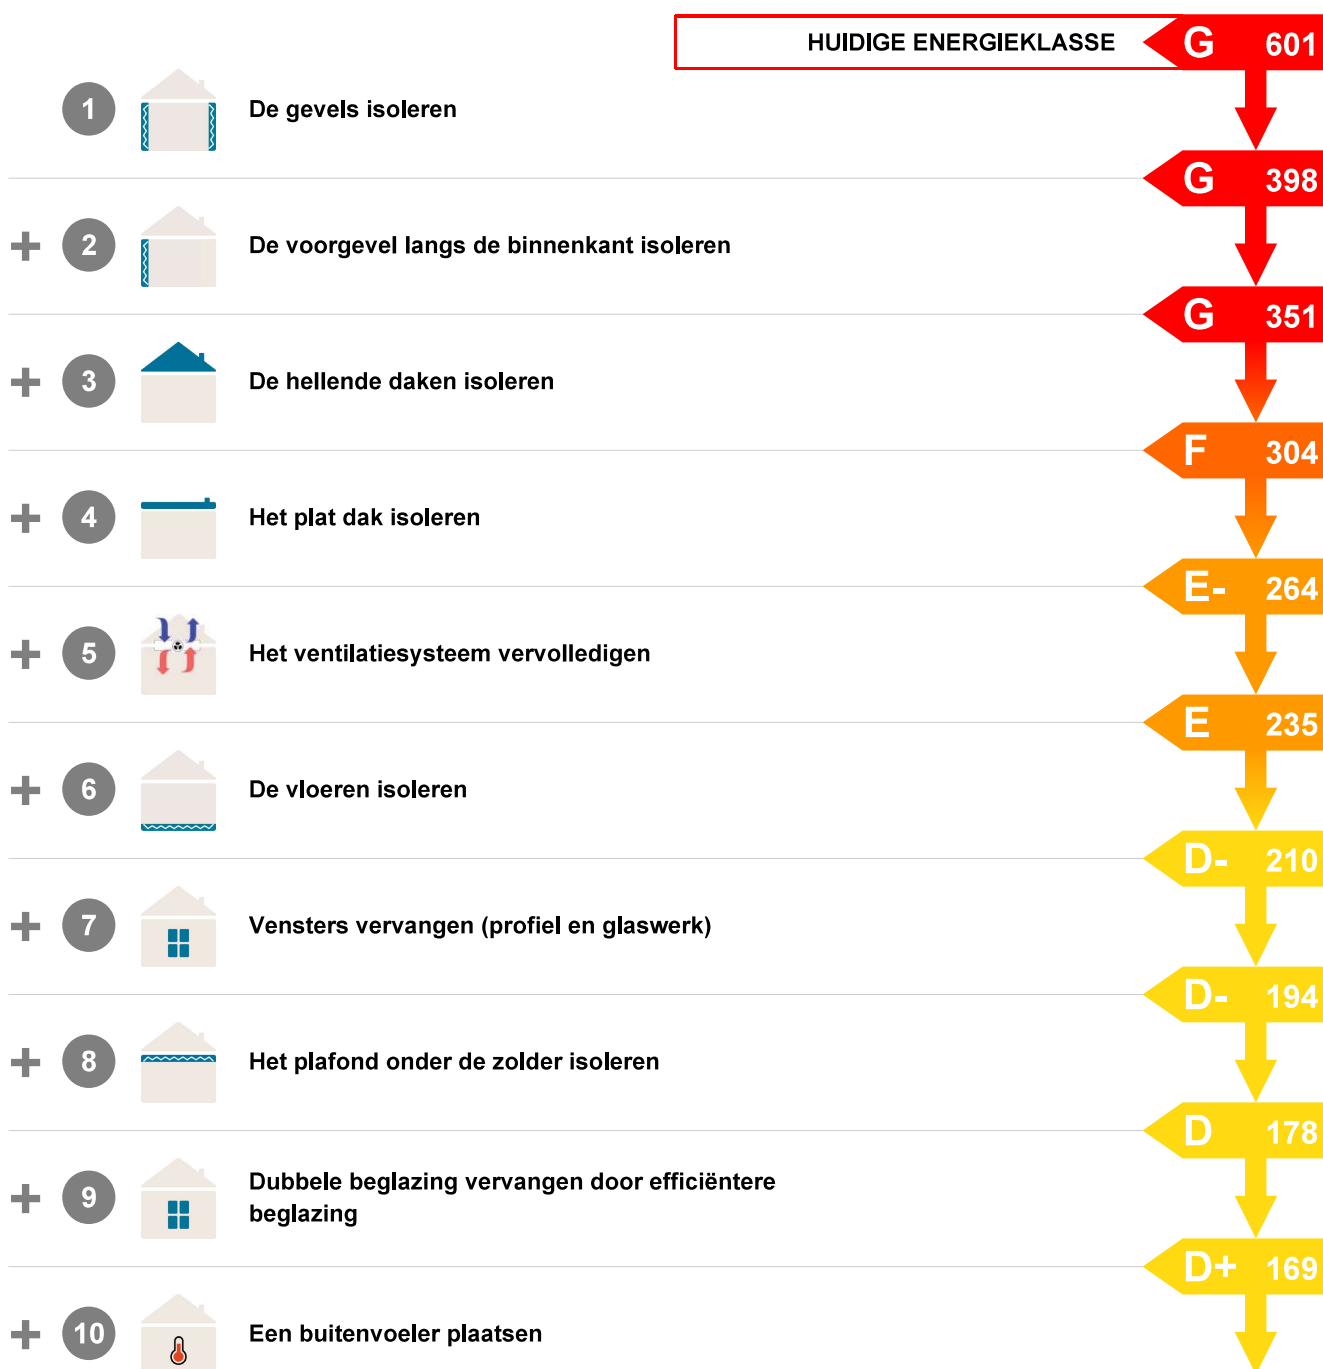 HUIDIGE ENERGIEKLASSE G 601
1 De gevels isoleren
G 398
+ 2 De voorgevel langs de binnenkant isoleren
G 351
+ 3 De hellende daken isoleren
F 304
+ 4 Het plat dak isoleren
E- 264
+ 5 Het ventilatiesysteem vervolledigen
E 235
+ 6 De vloeren isoleren
D- 210
+ 7 Vensters vervangen (profiel en glaswerk)
D- 194
+ 8 Het plafond onder de zolder isoleren
D 178
+ 9 Dubbele beglazing vervangen door efficiëntere
beglazing
D+ 169
+ 10 Een buitenvoeler plaatsen